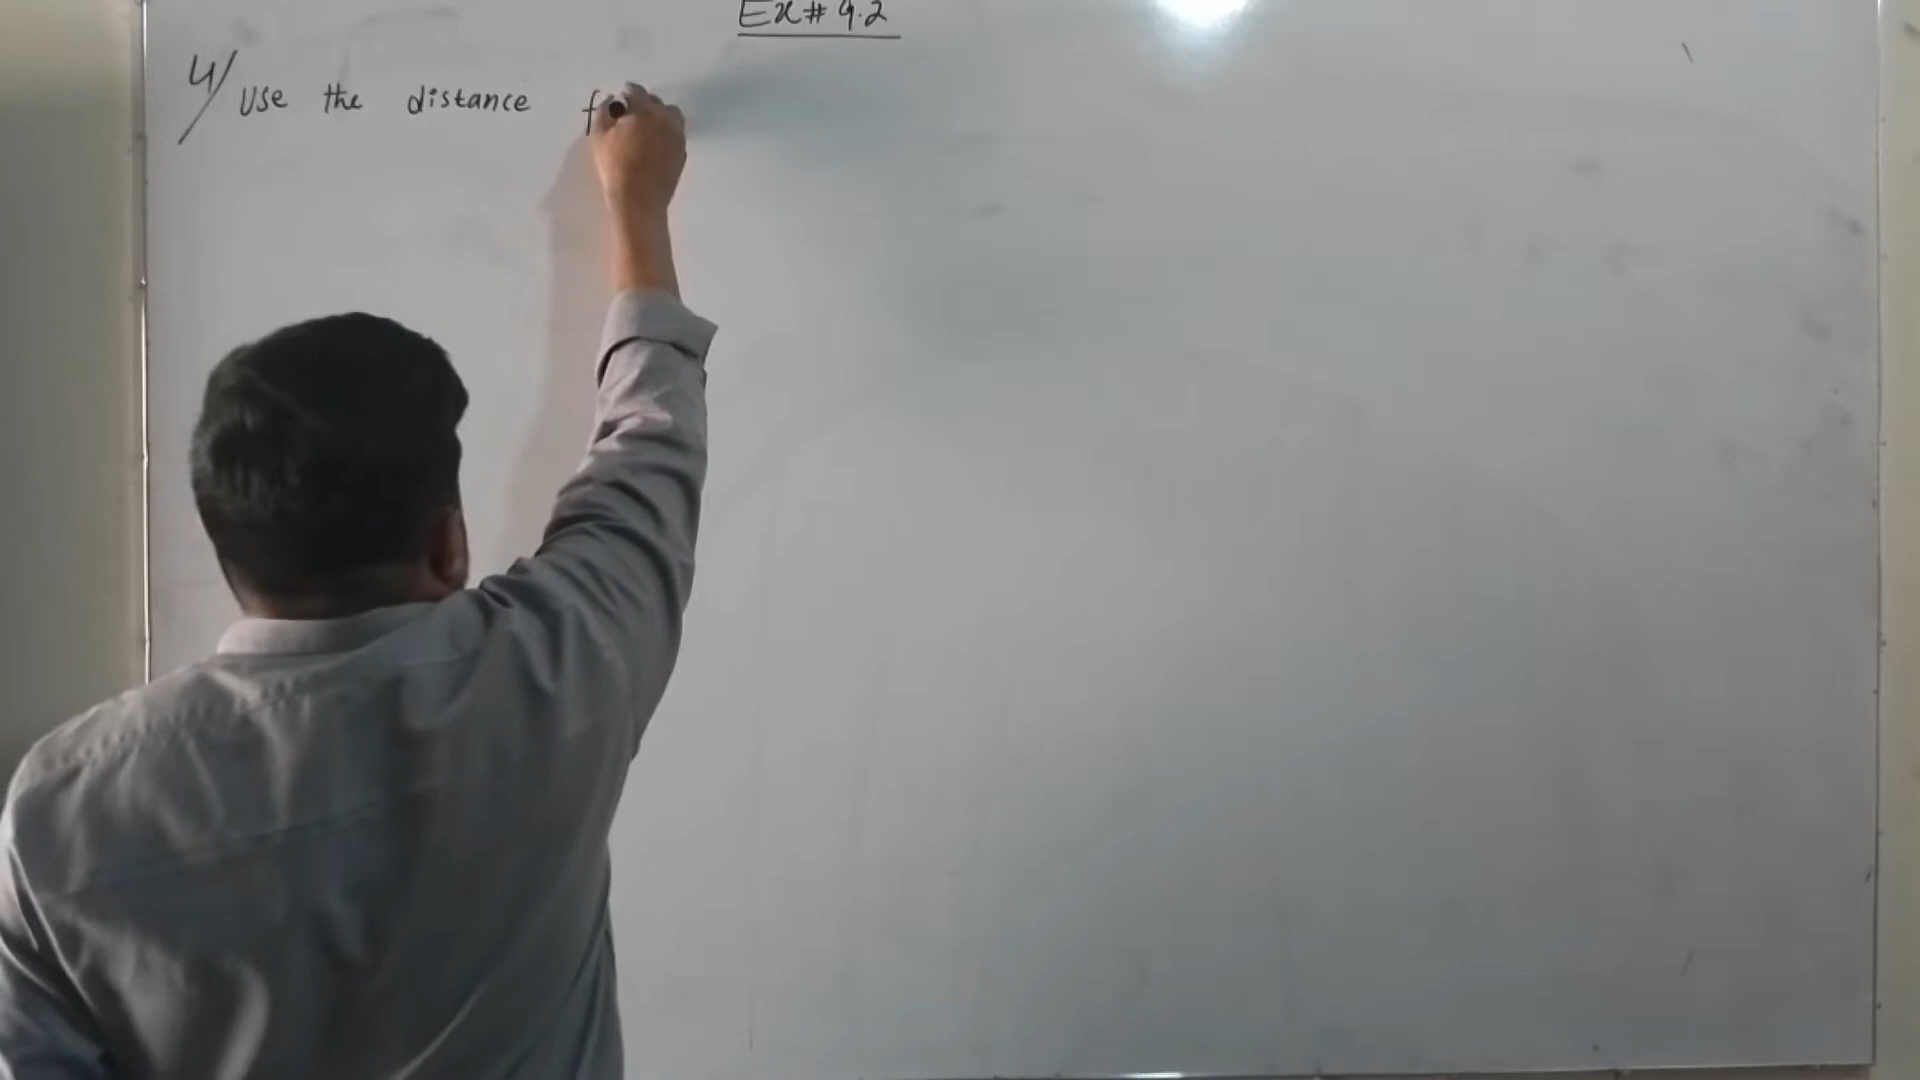 Ex# 9.2
4/ Use the distance